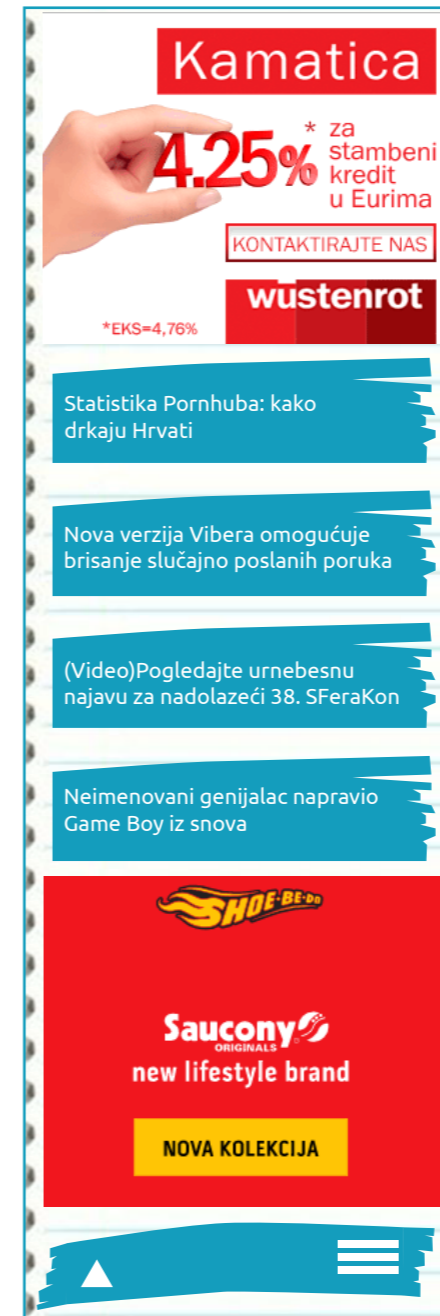 Kamatica
4.25%*
za
stambeni
kredit
u Eurima
KONTAKTIRAJTE NAS
wüstenrot
*EKS=4,76%
Statistika Pornhuba: kako
drkaju Hrvati
Nova verzija Vibera omogućuje
brisanje slučajno poslanih poruka
(Video)Pogledajte urnebesnu
najavu za nadolazeći 38. SFeraKon
Neimenovani genijalac napravio
Game Boy iz snova
SHOE-BE-DO
Saucony
ORIGINALS
new lifestyle brand
NOVA KOLEKCIJA